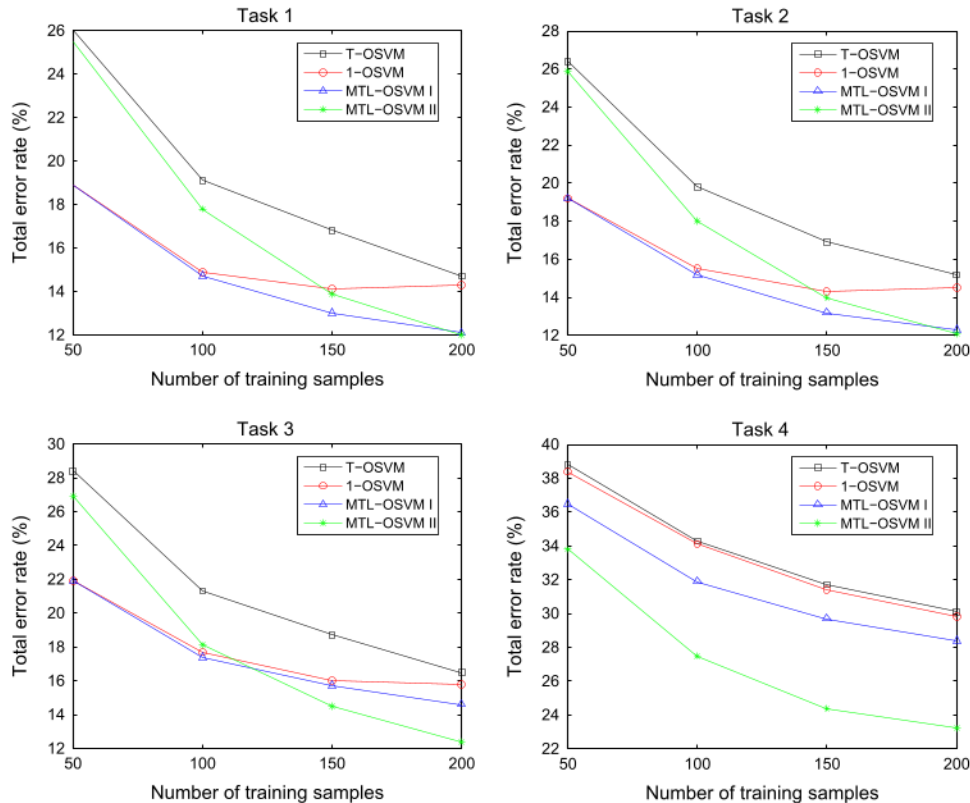 Task 1
26
24
22
20
18
16
14
12
50
100
150
200
Total error rate (%)
Number of training samples
T-OSVM
1-OSVM
MTL-OSVM I
MTL-OSVM II
Task 2
28
26
24
22
20
18
16
14
12
50
100
150
200
Total error rate (%)
Number of training samples
T-OSVM
1-OSVM
MTL-OSVM I
MTL-OSVM II
Task 3
30
28
26
24
22
20
18
16
14
12
50
100
150
200
Total error rate (%)
Number of training samples
T-OSVM
1-OSVM
MTL-OSVM I
MTL-OSVM II
Task 4
40
38
36
34
32
30
28
26
24
22
50
100
150
200
Total error rate (%)
Number of training samples
T-OSVM
1-OSVM
MTL-OSVM I
MTL-OSVM II